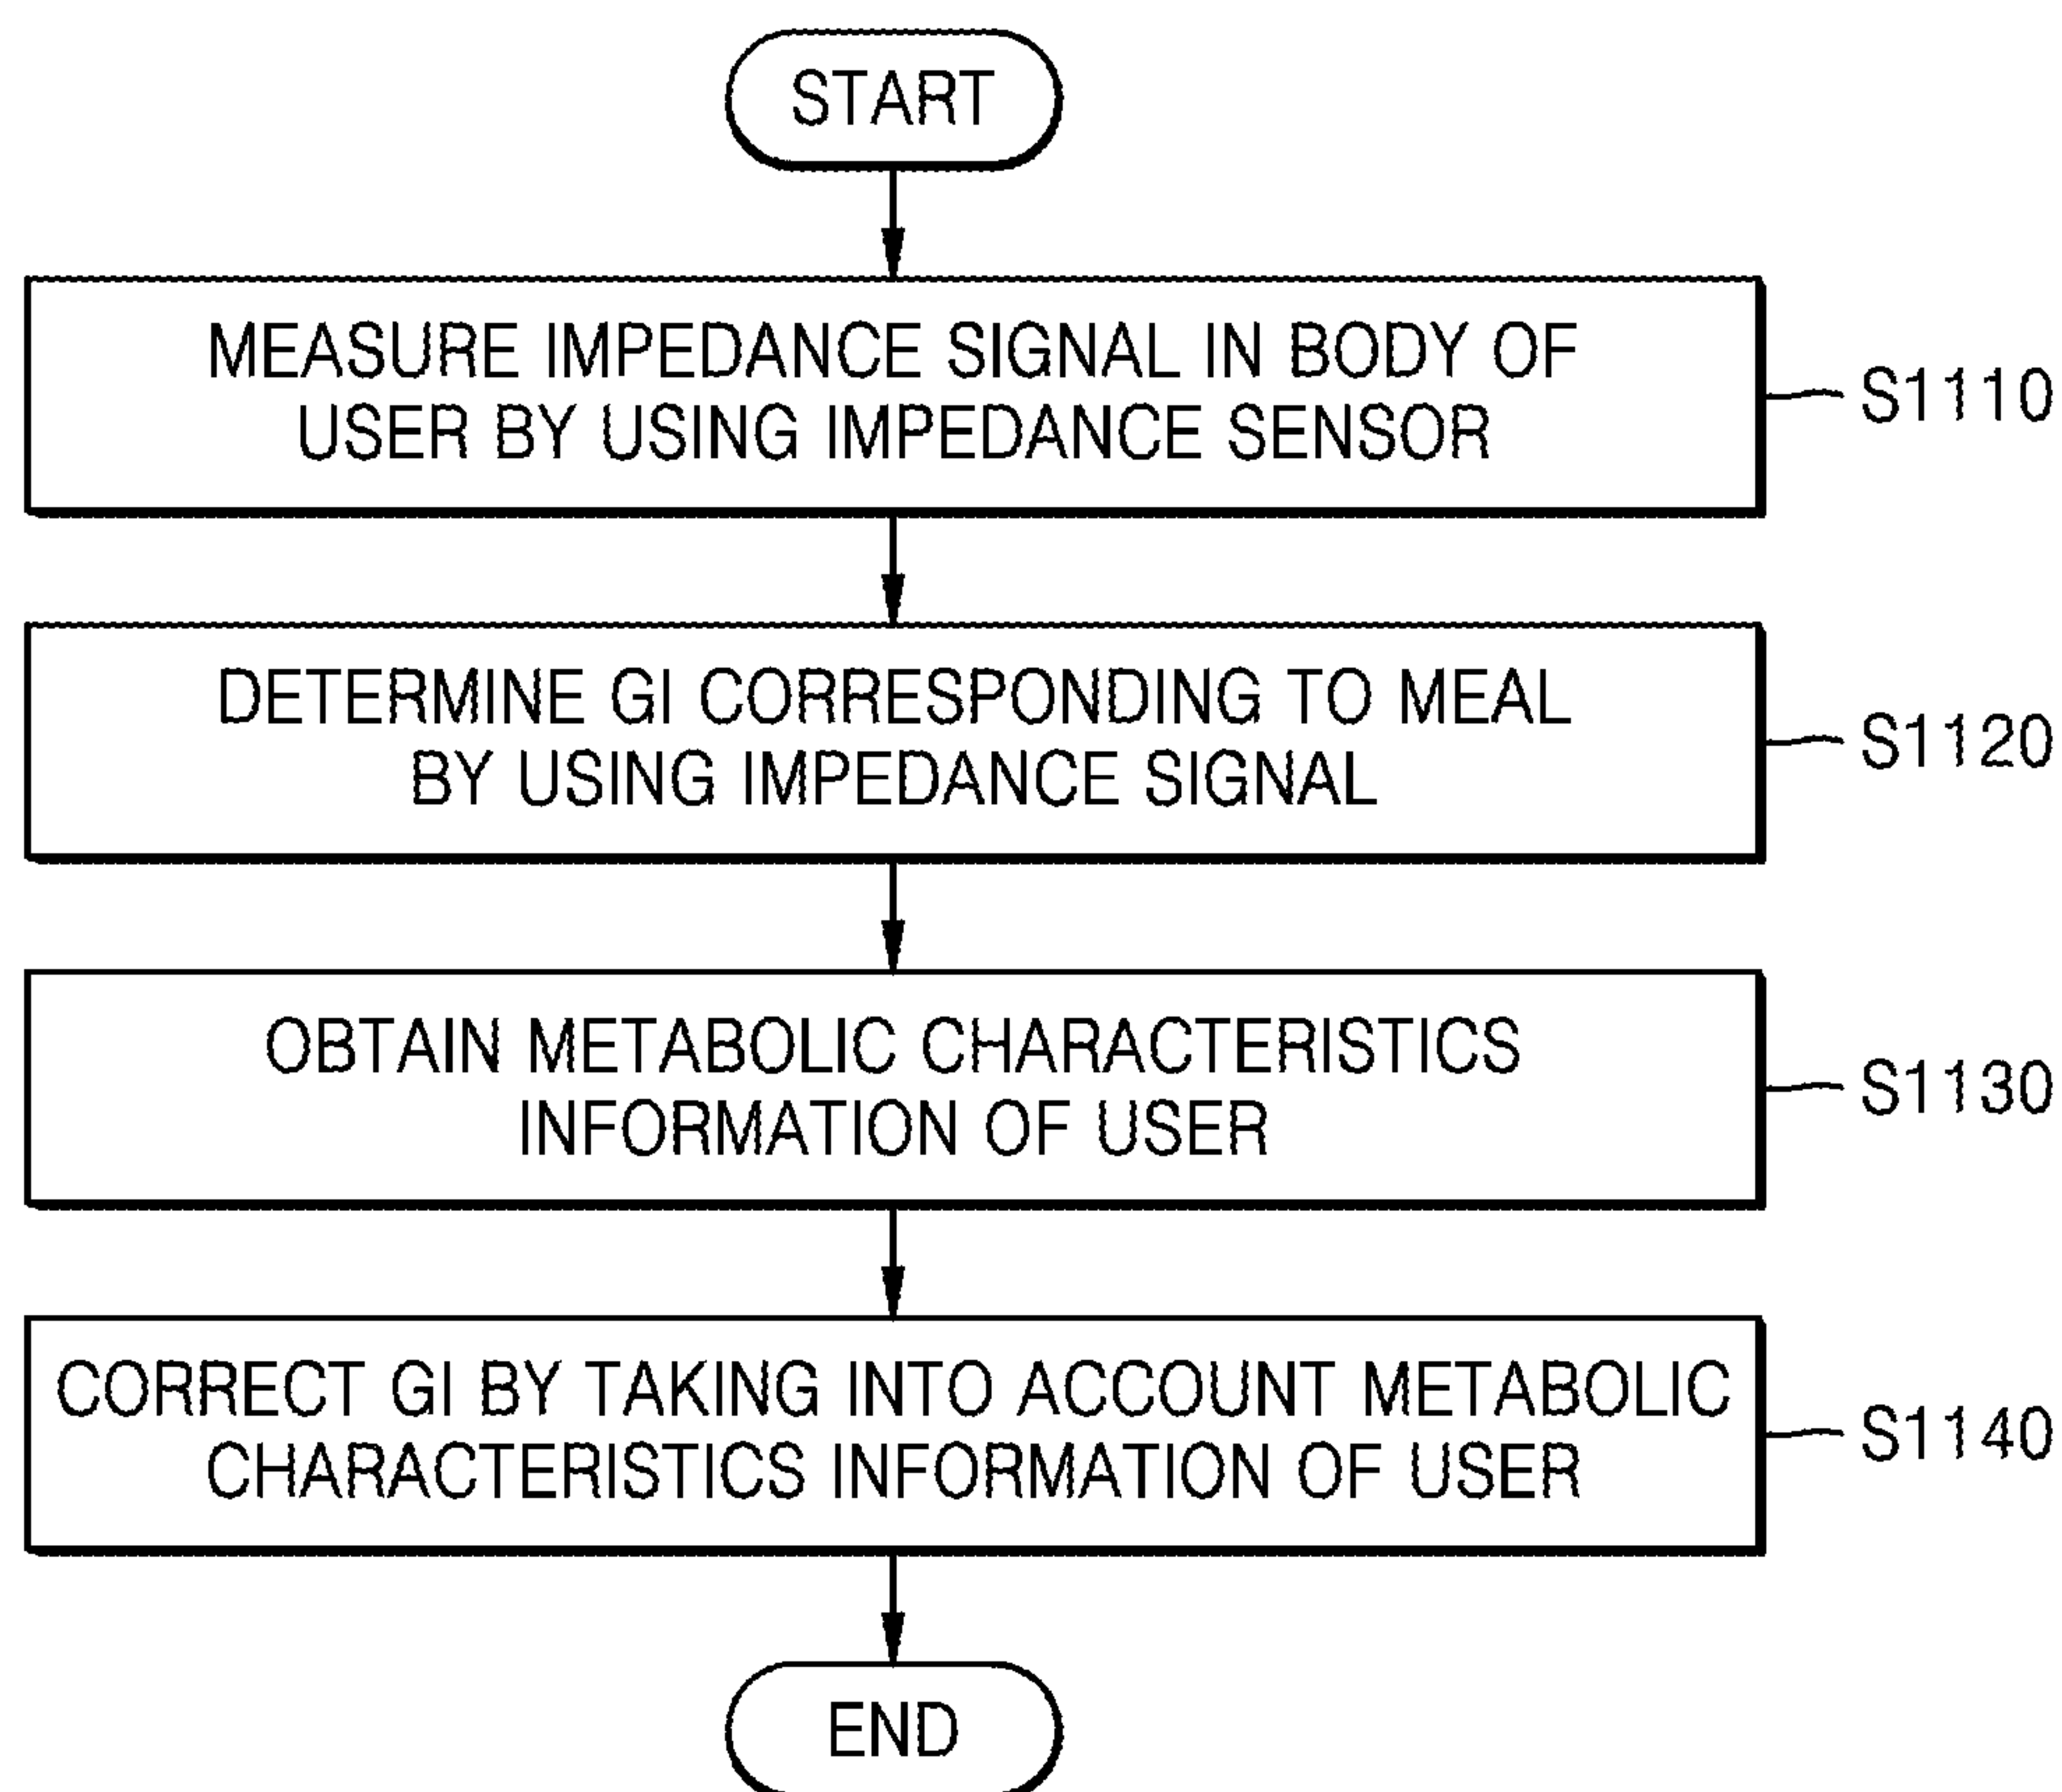 START
MEASURE IMPEDANCE SIGNAL IN BODY OF
USER BY USING IMPEDANCE SENSOR
S1110
DETERMINE GI CORRESPONDING TO MEAL
BY USING IMPEDANCE SIGNAL
S1120
OBTAIN METABOLIC CHARACTERISTICS
INFORMATION OF USER
S1130
CORRECT GI BY TAKING INTO ACCOUNT METABOLIC
CHARACTERISTICS INFORMATION OF USER
S1140
END